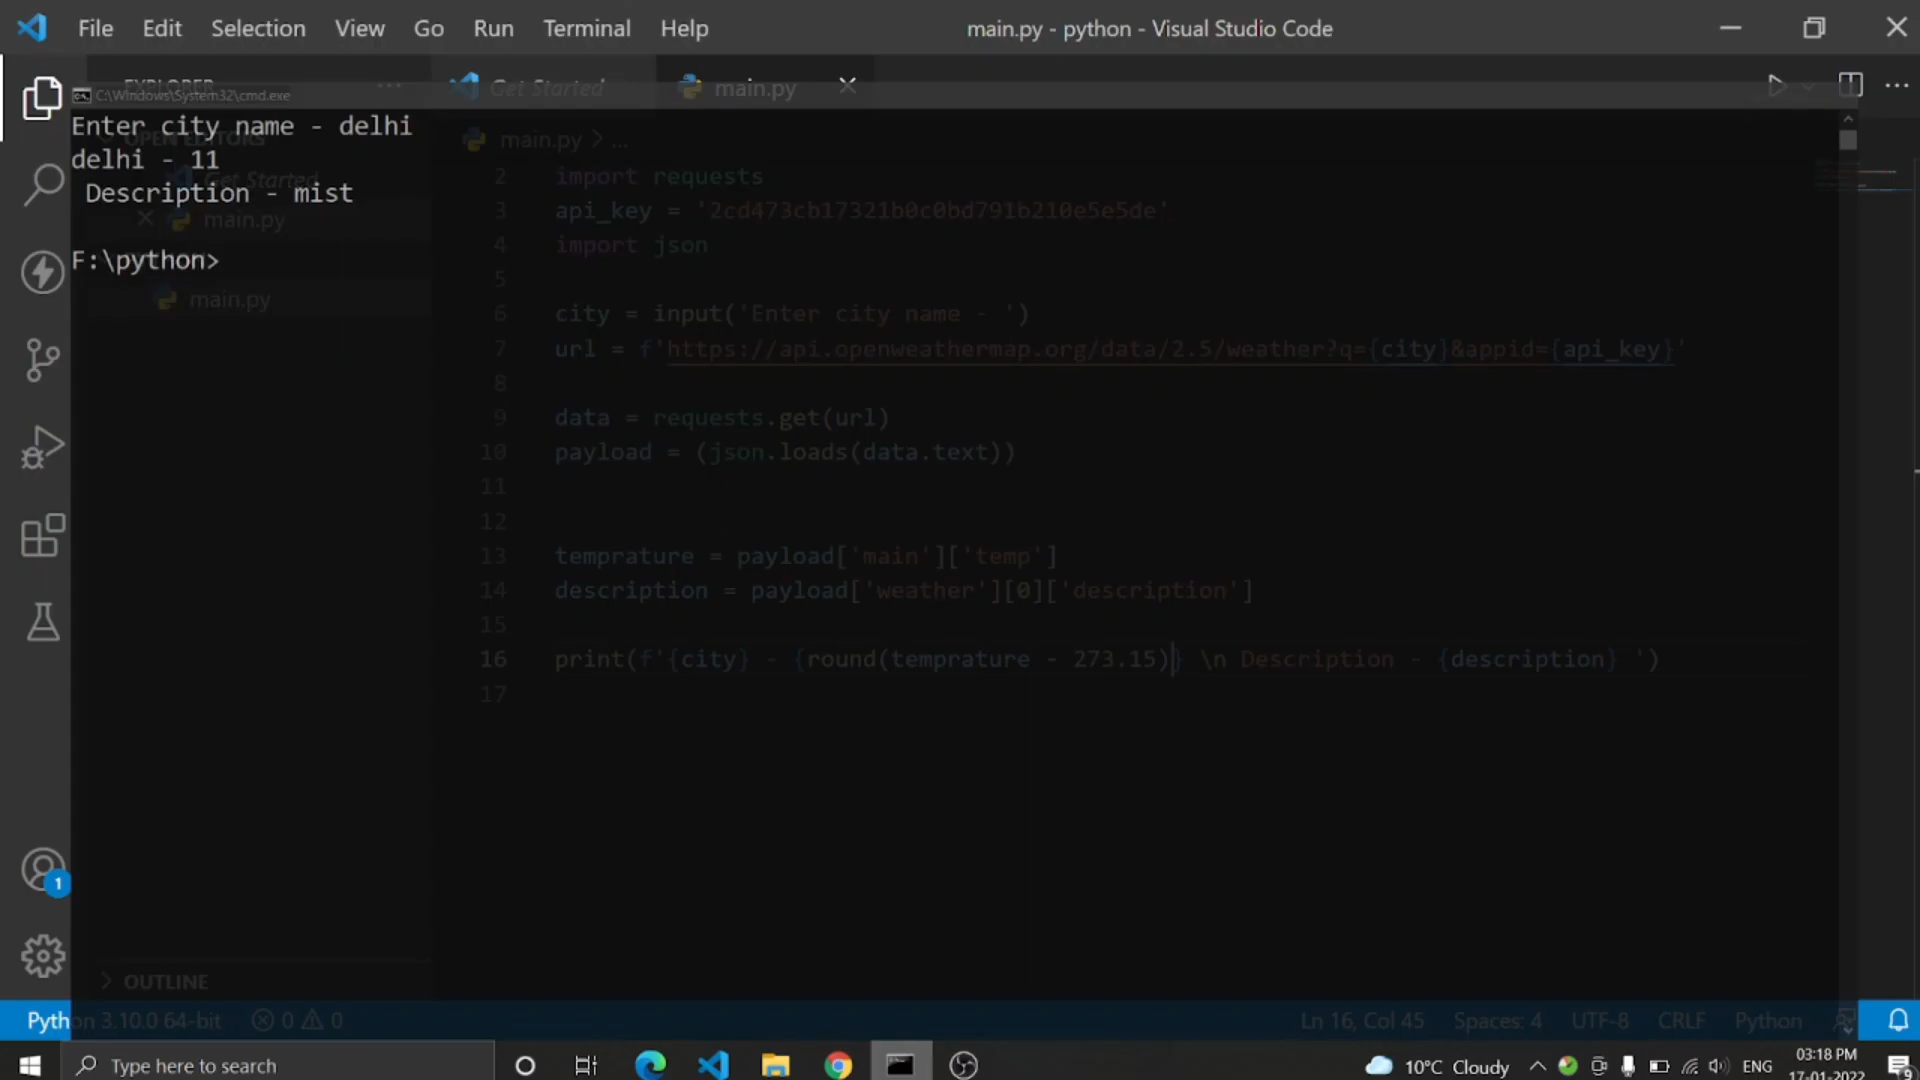 File Edit Selection View Go Run Terminal Help
main.py - python - Visual Studio Code
EXPLORER
Get Started
main.py
C:\Windows\System32\cmd.exe
Enter city name - delhi
OPEN EDITORS
delhi - 11
Get Started
Description - mist
main.py
F:\python>
main.py
main.py > ...
2 import requests
3 api_key = '2cd473cb17321b0c0bd791b210e5e5de'
4 import json
5
6 city = input('Enter city name - ')
7 url = f'https://api.openweathermap.org/data/2.5/weather?q={city}&appid={api_key}'
8
9 data = requests.get(url)
10 payload = (json.loads(data.text))
11
12
13 temprature = payload['main']['temp']
14 description = payload['weather'][0]['description']
15
16 print(f'{city} - {round(temprature - 273.15)} \n Description - {description} ')
17
1
OUTLINE
Python 3.10.0 64-bit 0 0
Ln 16, Col 45 Spaces: 4 UTF-8 CRLF Python
Type here to search
10°C Cloudy
ENG
03:18 PM
17-01-2022
9